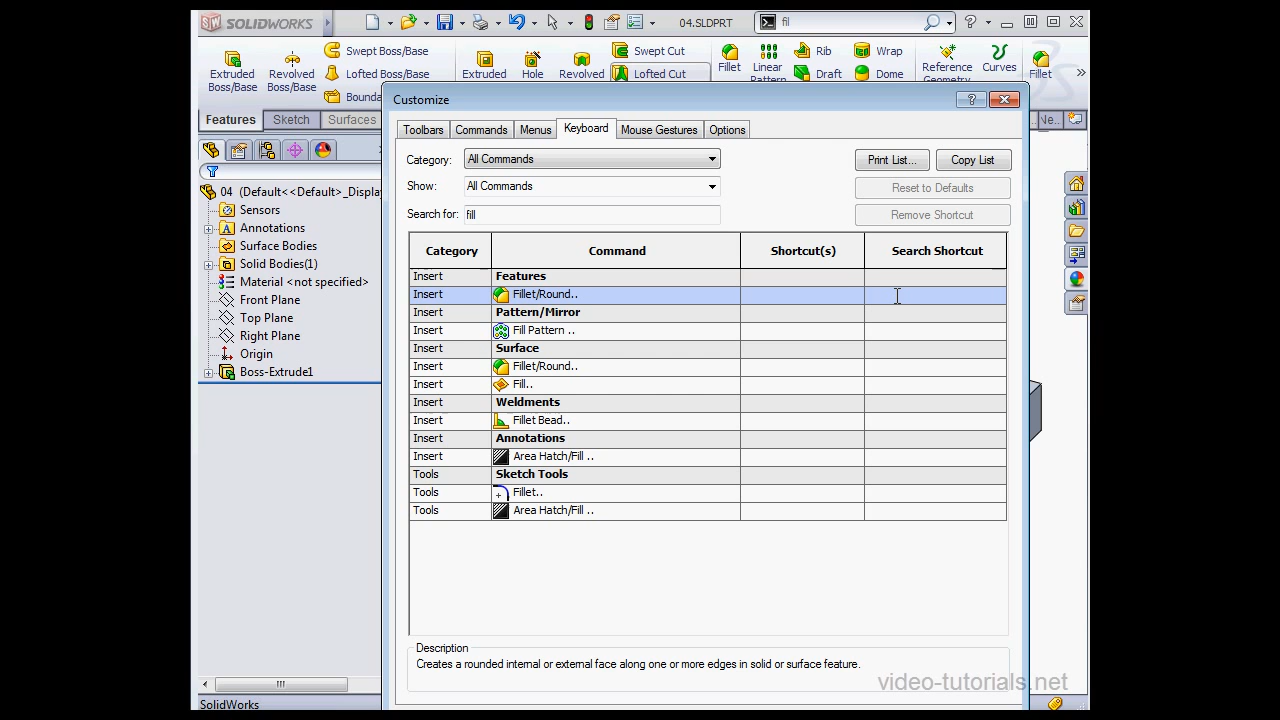 SOLIDWORKS
04.SLDPRT
fil
Extruded Boss/Base
Revolved Boss/Base
Swept Boss/Base
Lofted Boss/Base
Bounda
Extruded
Hole
Revolved
Swept Cut
Lofted Cut
Fillet
Linear Pattern
Rib
Draft
Wrap
Dome
Reference Geometry
Curves
Fillet
Features
Sketch
Surfaces
Ne...
04 (Default<<Default>_Display
Sensors
Annotations
Surface Bodies
Solid Bodies(1)
Material <not specified>
Front Plane
Top Plane
Right Plane
Origin
Boss-Extrude1
Customize
Toolbars Commands Menus Keyboard Mouse Gestures Options
Category: All Commands
Print List... Copy List
Show: All Commands
Reset to Defaults
Search for: fill
Remove Shortcut
Category Command Shortcut(s) Search Shortcut
Insert Features
Insert Fillet/Round..
Insert Pattern/Mirror
Insert Fill Pattern ..
Insert Surface
Insert Fillet/Round..
Insert Fill..
Insert Weldments
Insert Fillet Bead..
Insert Annotations
Insert Area Hatch/Fill ..
Tools Sketch Tools
Tools Fillet..
Tools Area Hatch/Fill ..
Description
Creates a rounded internal or external face along one or more edges in solid or surface feature.
video-tutorials.net
SolidWorks